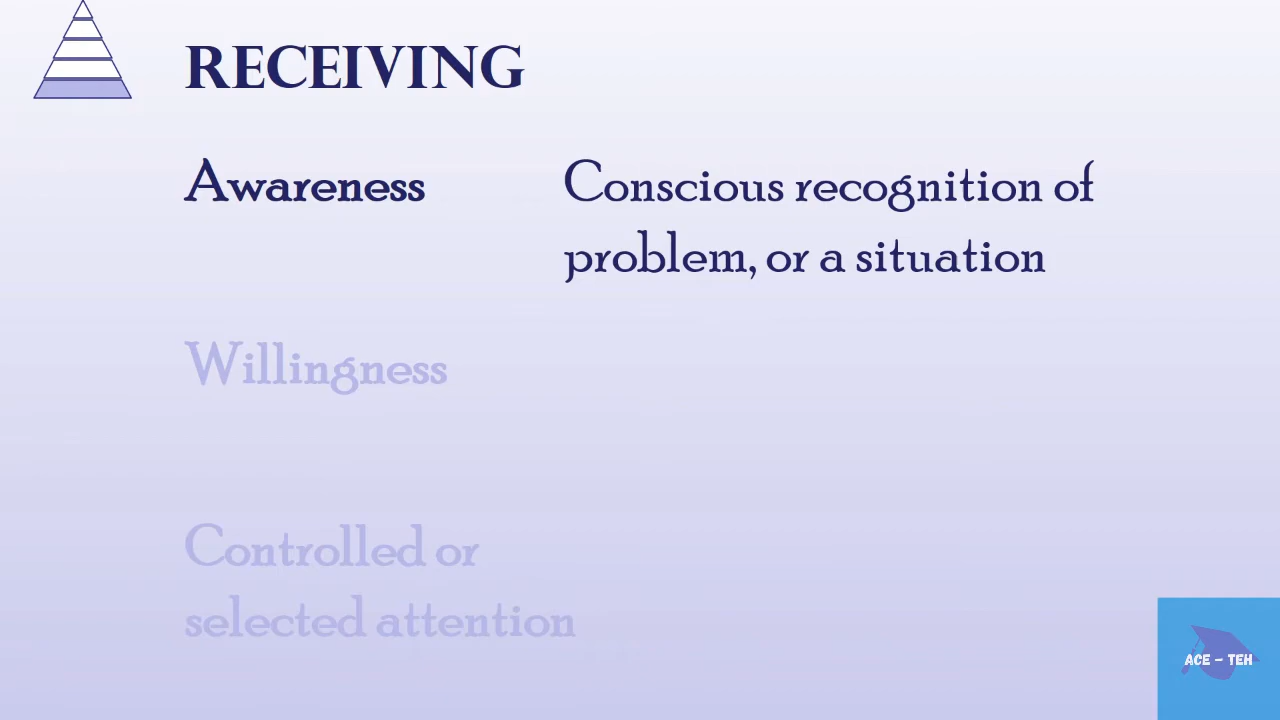 RECEIVING
Awareness
Conscious recognition of
problem, or a situation
Willingness
Controlled or
selected attention
ACE – TEH